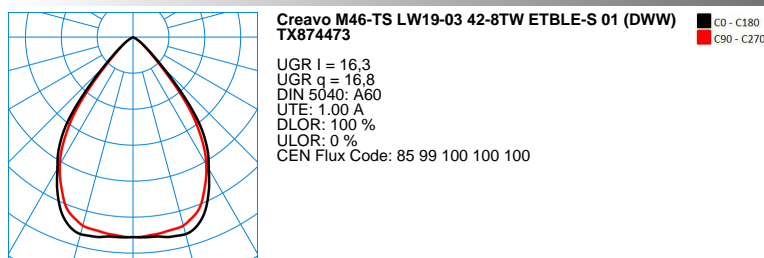 Creavo M46-TS LW19-03 42-8TW ETBLE-S 01 (DWW)
TX874473
UGR l = 16,3
UGR q = 16,8
DIN 5040: A60
UTE: 1.00 A
DLOR: 100 %
ULOR: 0 %
CEN Flux Code: 85 99 100 100 100
C0 - C180
C90 - C270